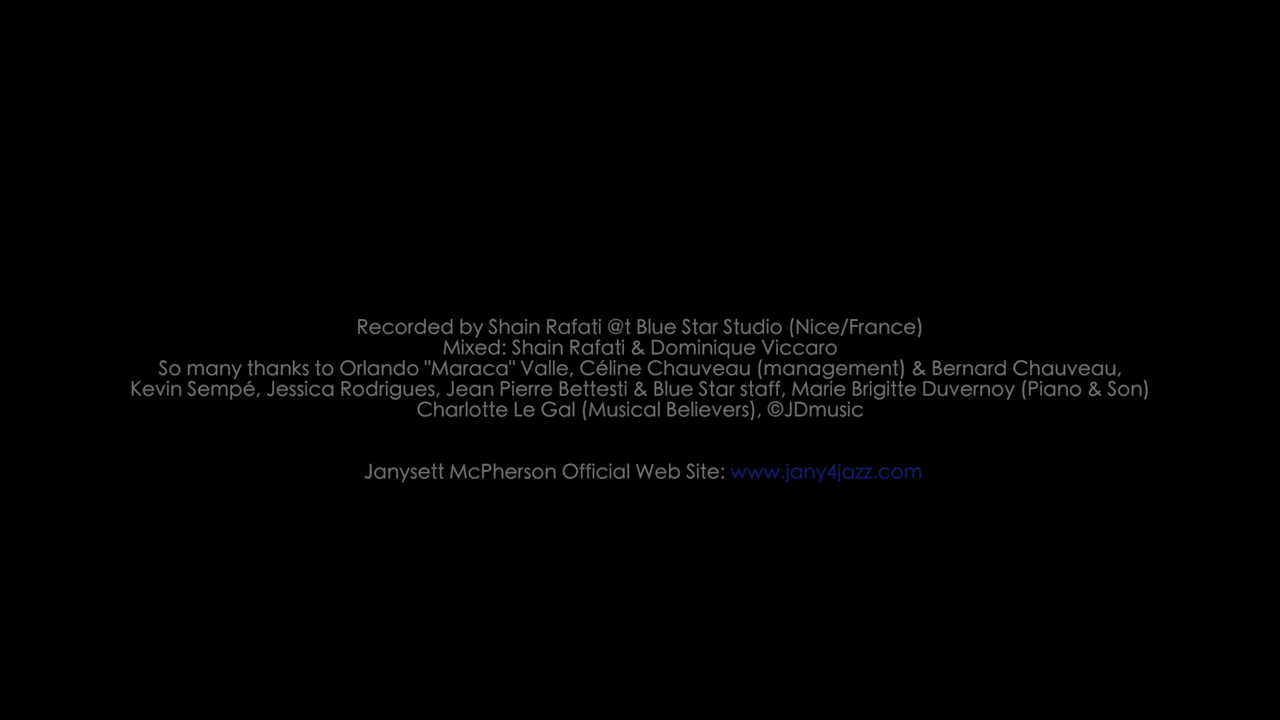 Recorded by Shain Rafati @t Blue Star Studio (Nice/France)
Mixed: Shain Rafati & Dominique Viccaro
So many thanks to Orlando "Maraca" Valle, Céline Chauveau (management) & Bernard Chauveau,
Kevin Sempé, Jessica Rodrigues, Jean Pierre Bettesti & Blue Star staff, Marie Brigitte Duvernoy (Piano & Son)
Charlotte Le Gal (Musical Believers), ©JDmusic
Janysett McPherson Official Web Site: www.jany4jazz.com